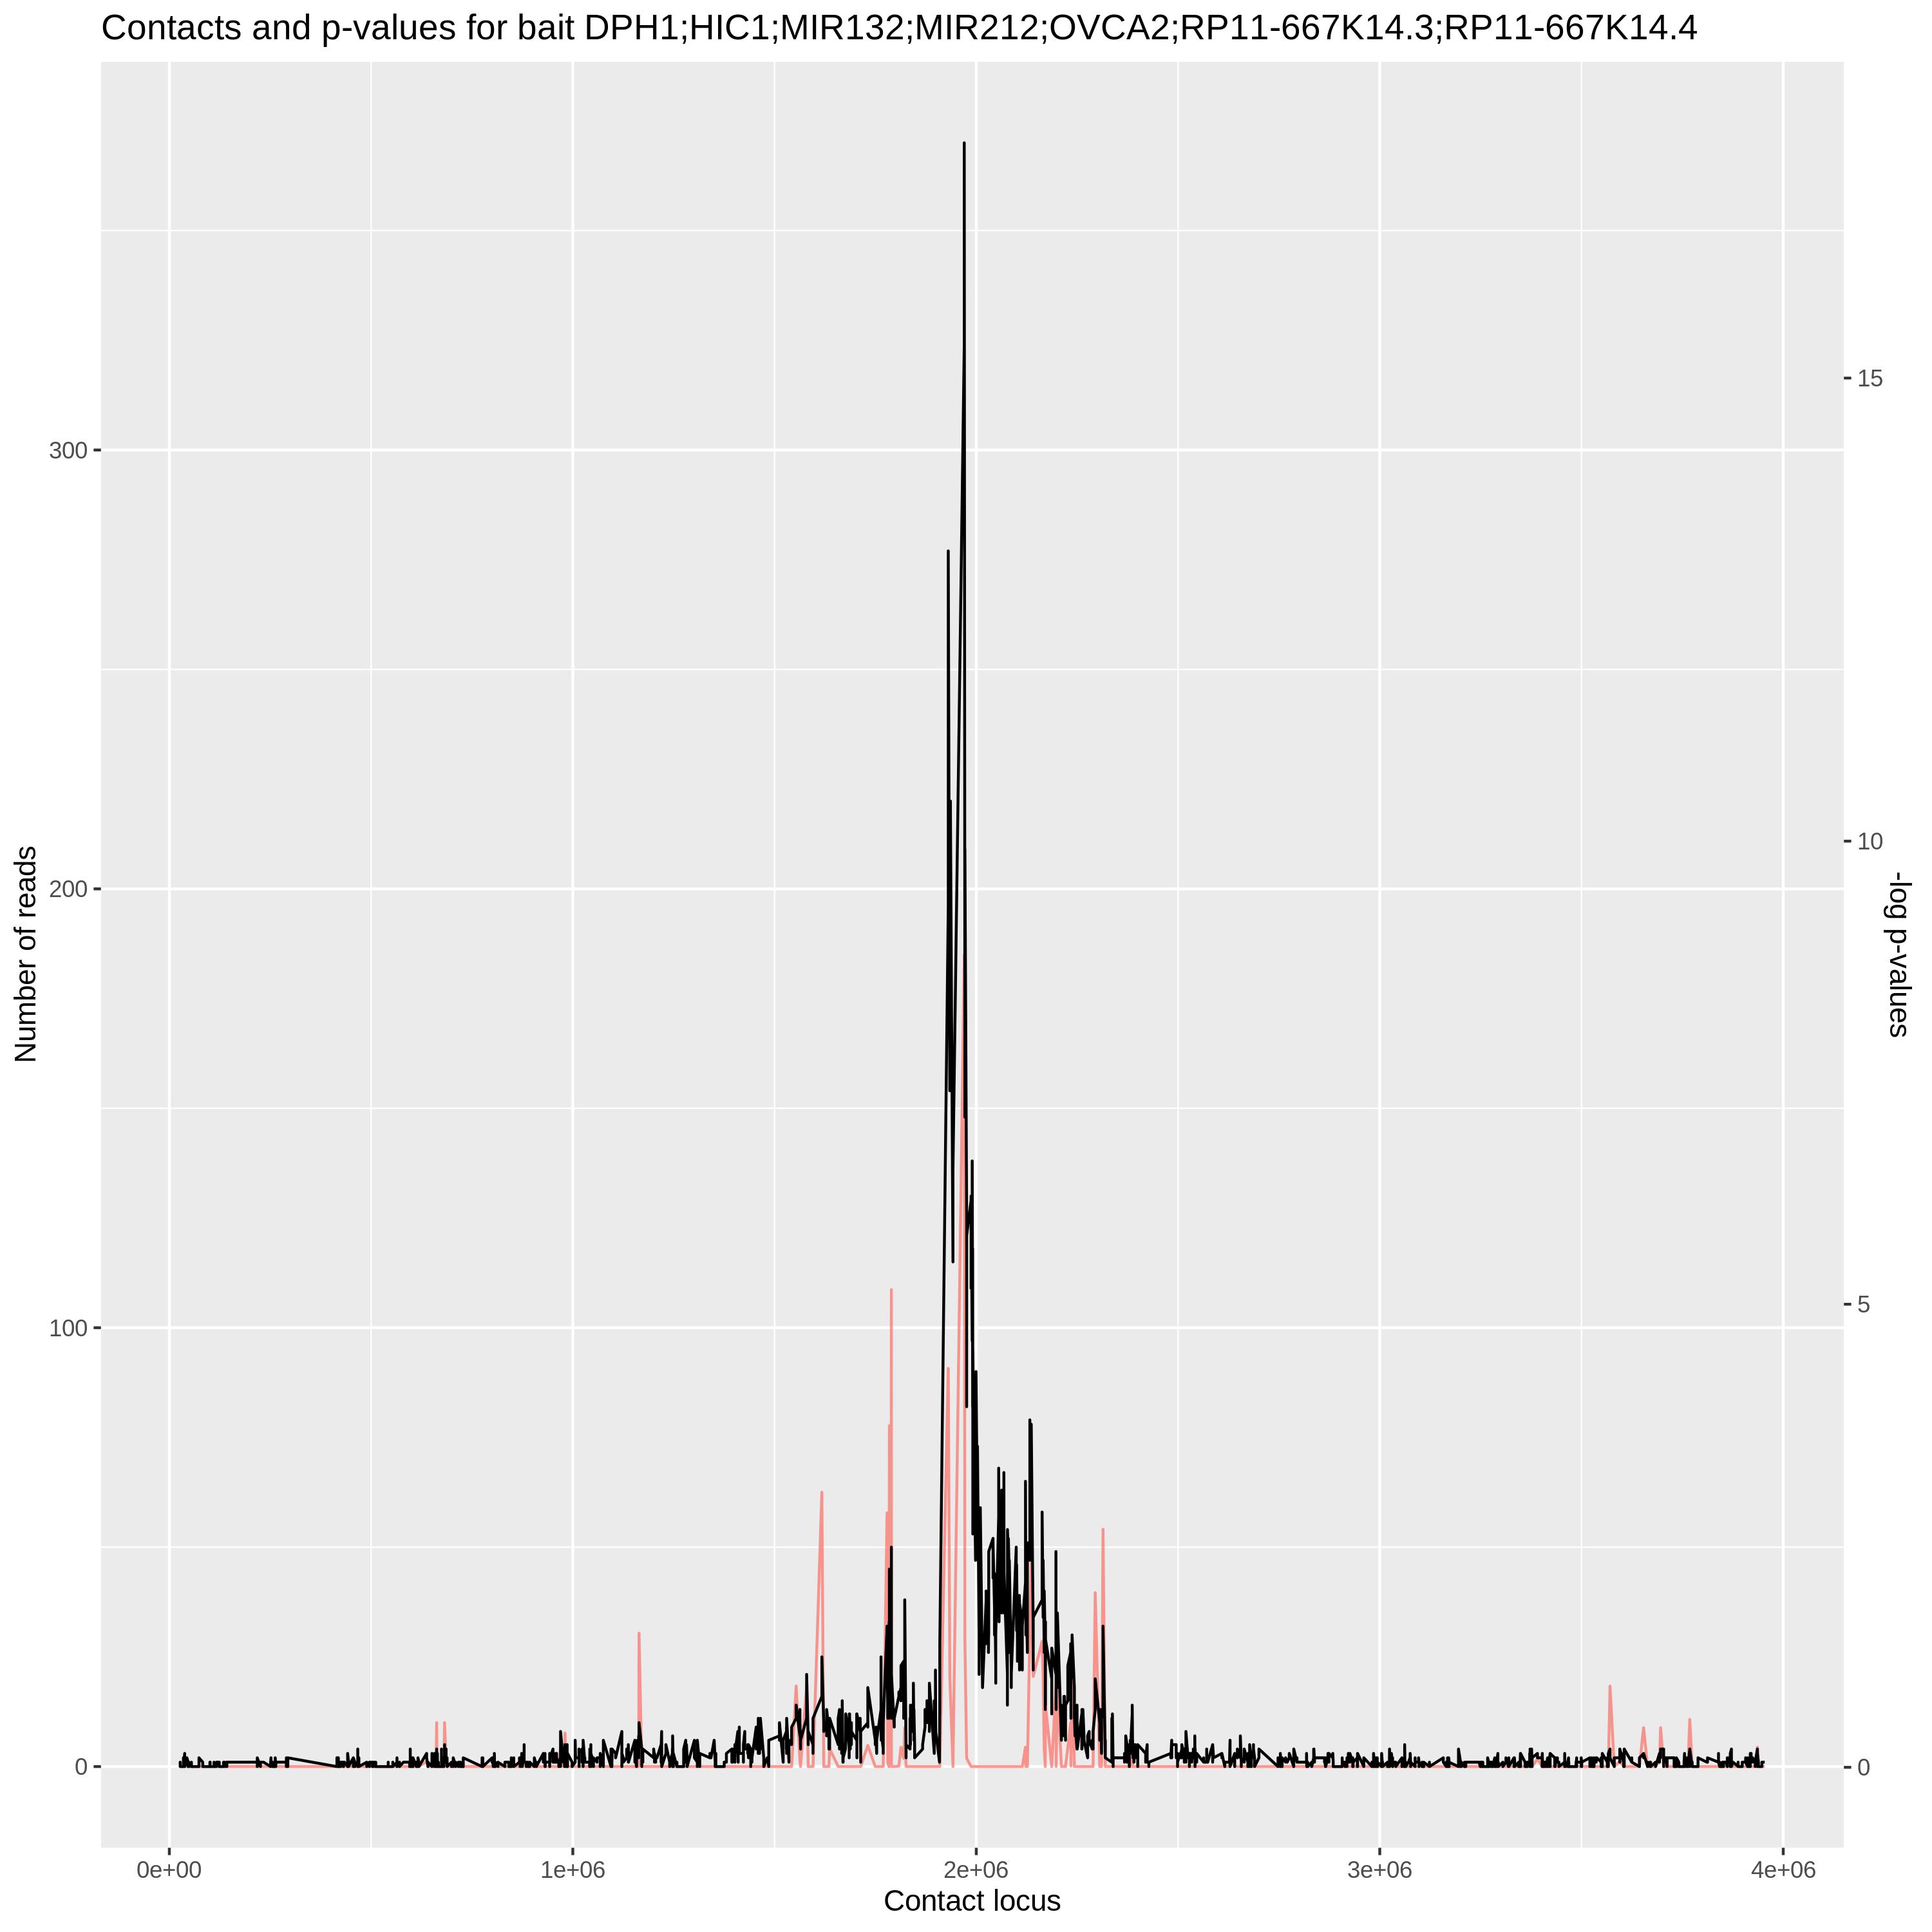 Contacts and p-values for bait DPH1;HIC1;MIR132;MIR212;OVCA2;RP11-667K14.3;RP11-667K14.4
300
200
100
0
Number of reads
15
10
5
0
-log p-values
0e+00 1e+06 2e+06 3e+06 4e+06
Contact locus